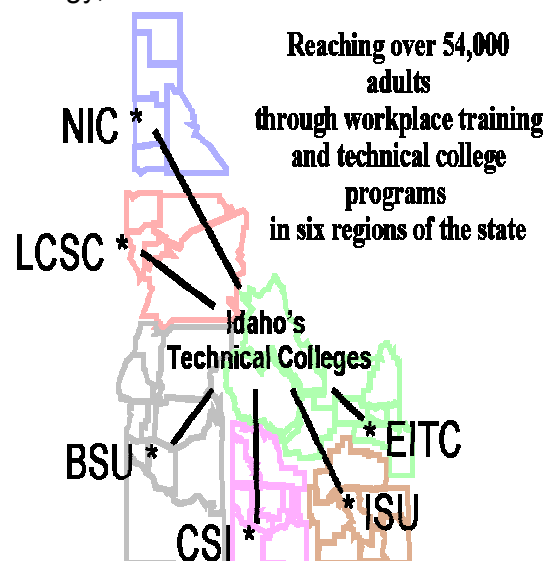 Reaching over 54,000
adults
through workplace training
and technical college
programs
in six regions of the state
NIC *
LCSC *
Idaho's
Technical Colleges
BSU *
* EITC
* ISU
CSI *